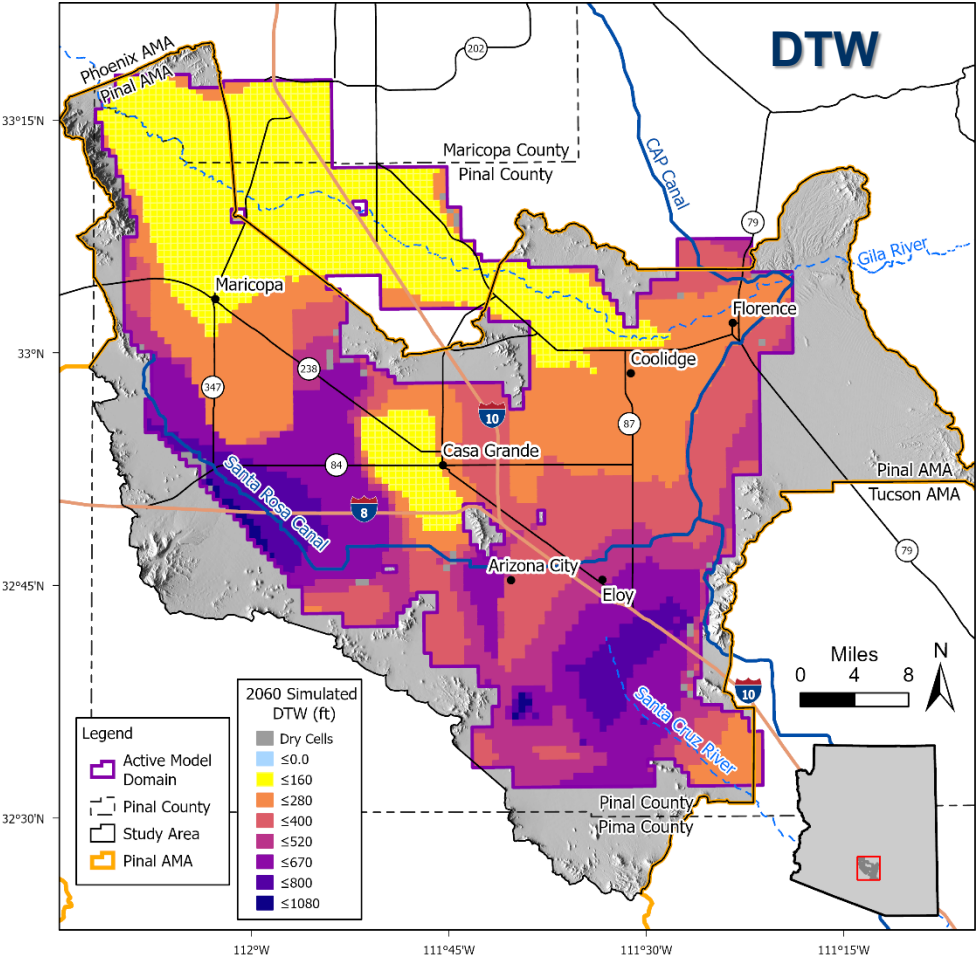 DTW
Phoenix AMA
Pinal AMA
202
33°15'N
Maricopa County
Pinal County
CAP Canal
79
Gila River
Maricopa
Florence
33°N
Coolidge
238
347
10
87
Casa Grande
84
Pinal AMA
Tucson AMA
Santa Rosa Canal
8
79
Arizona City
32°45'N
Eloy
Miles
N
0 4 8
10
Santa Cruz River
2060 Simulated
DTW (ft)
Dry Cells
≤0.0
≤160
≤280
≤400
≤520
≤670
≤800
≤1080
Legend
Active Model
Domain
Pinal County
Study Area
Pinal AMA
Pinal County
Pima County
32°30'N
112°W
111°45'W
111°30'W
111°15'W